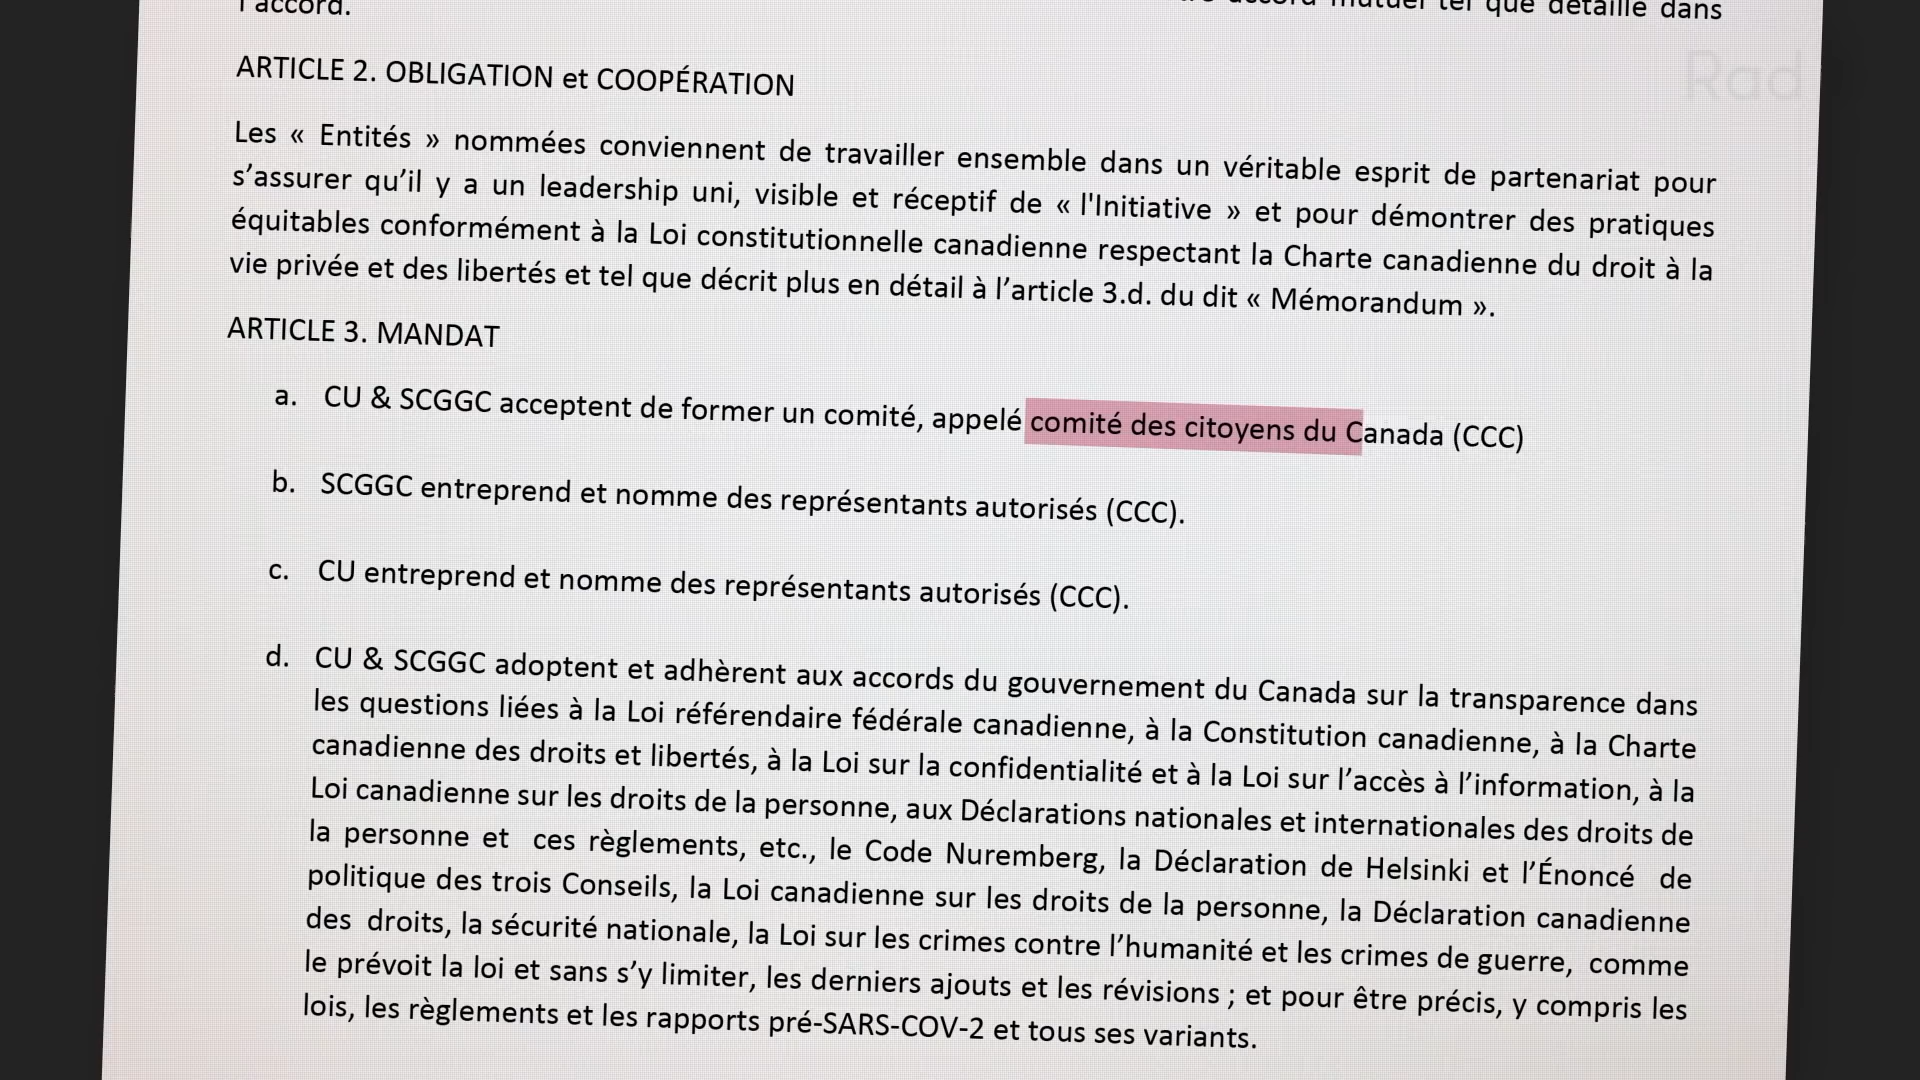 l'accord.
accord mutuel tel que détaillé dans
Rad
ARTICLE 2. OBLIGATION et COOPÉRATION
Les « Entités » nommées conviennent de travailler ensemble dans un véritable esprit de partenariat pour
s’assurer qu’il y a un leadership uni, visible et réceptif de « l'Initiative » et pour démontrer des pratiques
équitables conformément à la Loi constitutionnelle canadienne respectant la Charte canadienne du droit à la
vie privée et des libertés et tel que décrit plus en détail à l’article 3.d. du dit « Mémorandum ».
ARTICLE 3. MANDAT
a. CU & SCGGC acceptent de former un comité, appelé comité des citoyens du Canada (CCC)
b. SCGGC entreprend et nomme des représentants autorisés (CCC).
c. CU entreprend et nomme des représentants autorisés (CCC).
d. CU & SCGGC adoptent et adhèrent aux accords du gouvernement du Canada sur la transparence dans
les questions liées à la Loi référendaire fédérale canadienne, à la Constitution canadienne, à la Charte
canadienne des droits et libertés, à la Loi sur la confidentialité et à la Loi sur l’accès à l’information, à la
Loi canadienne sur les droits de la personne, aux Déclarations nationales et internationales des droits de
la personne et ces règlements, etc., le Code Nuremberg, la Déclaration de Helsinki et l’Énoncé de
politique des trois Conseils, la Loi canadienne sur les droits de la personne, la Déclaration canadienne
des droits, la sécurité nationale, la Loi sur les crimes contre l’humanité et les crimes de guerre, comme
le prévoit la loi et sans s’y limiter, les derniers ajouts et les révisions ; et pour être précis, y compris les
lois, les règlements et les rapports pré-SARS-COV-2 et tous ses variants.